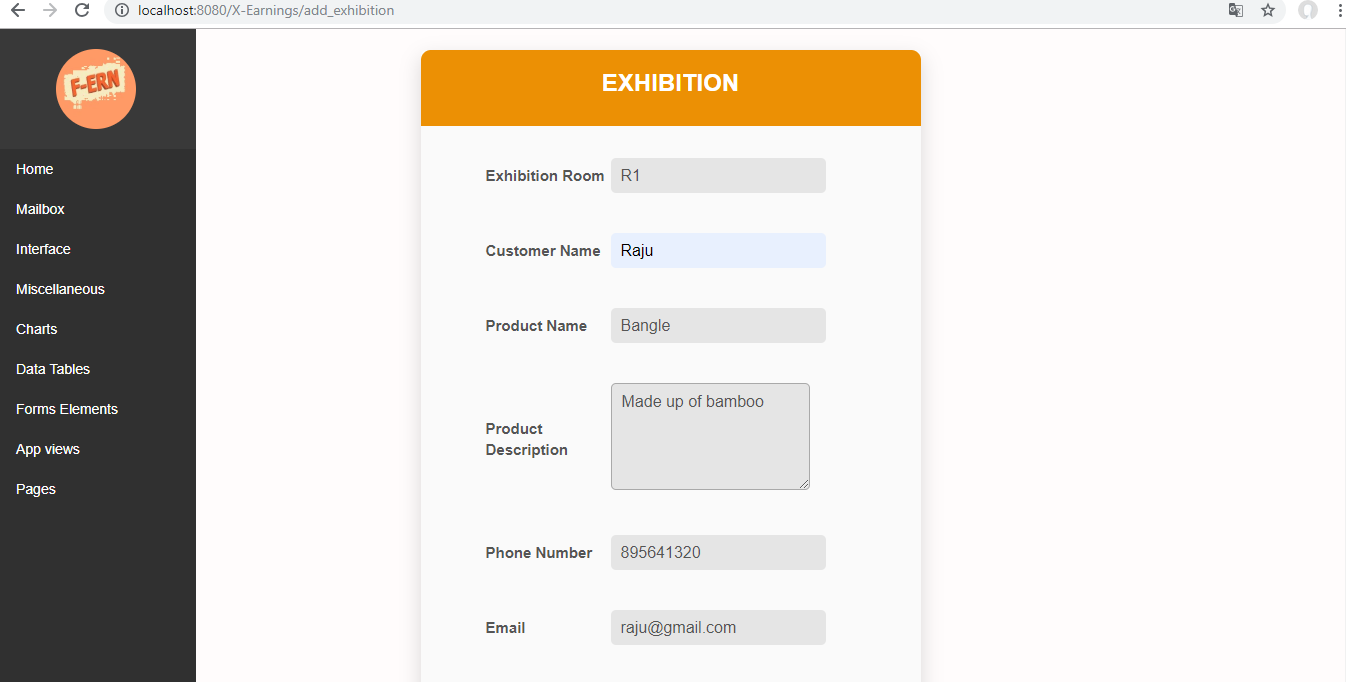 localhost:8080/X-Earnings/add_exhibition
F-ERN
Home
Mailbox
Interface
Miscellaneous
Charts
Data Tables
Forms Elements
App views
Pages
EXHIBITION
Exhibition Room R1
Customer Name Raju
Product Name Bangle
Product
Description
Made up of bamboo
Phone Number 895641320
Email raju@gmail.com